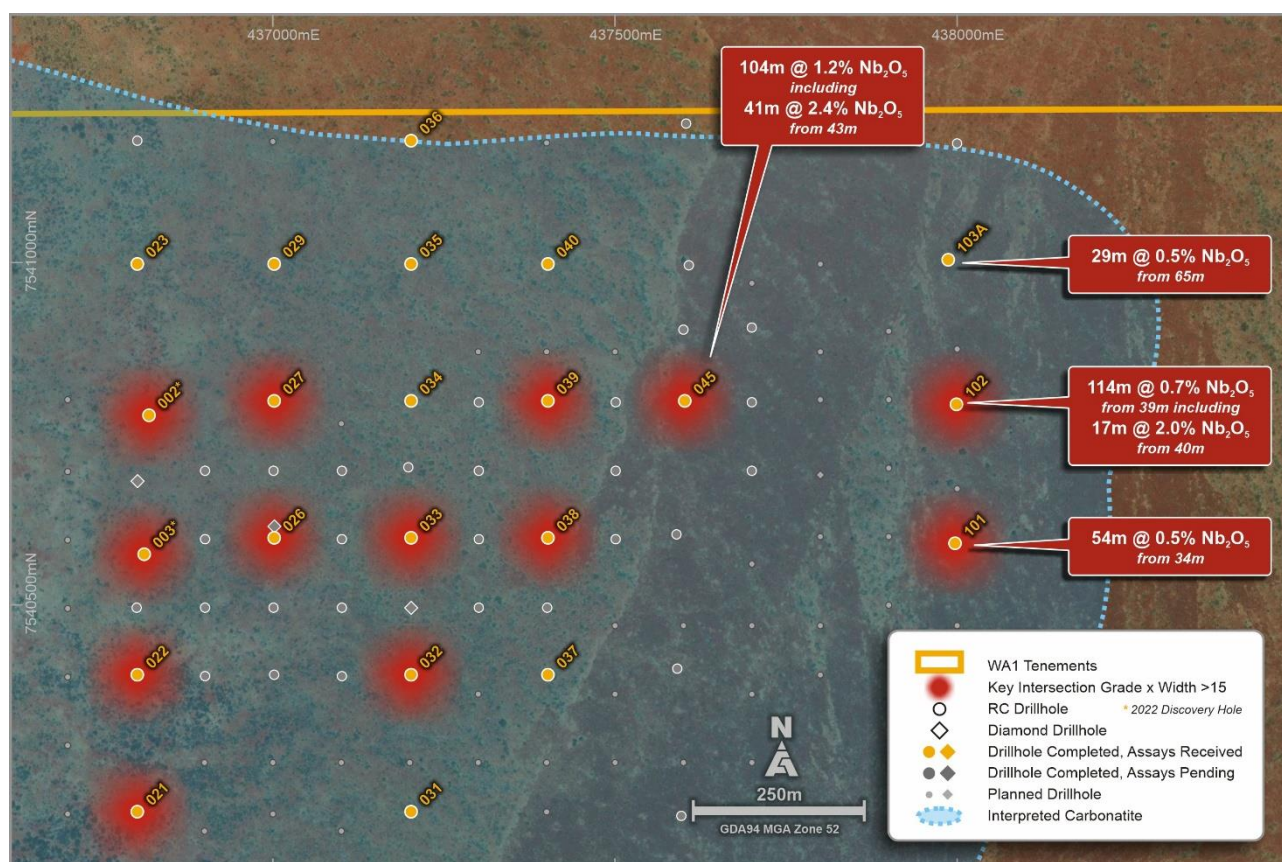 437000mE
437500mE
438000mE
104m @ 1.2% Nb₂O₅
including
41m @ 2.4% Nb₂O₅
from 43m
036
7541000mN
023
029
035
040
103A
29m @ 0.5% Nb₂O₅
from 65m
002*
027
034
039
045
102
114m @ 0.7% Nb₂O₅
from 39m including
17m @ 2.0% Nb₂O₅
from 40m
003*
026
033
038
101
54m @ 0.5% Nb₂O₅
from 34m
7540500mN
022
032
037
021
031
N
250m
GDA94 MGA Zone 52
WA1 Tenements
Key Intersection Grade x Width >15
RC Drillhole
* 2022 Discovery Hole
Diamond Drillhole
Drillhole Completed, Assays Received
Drillhole Completed, Assays Pending
Planned Drillhole
Interpreted Carbonatite